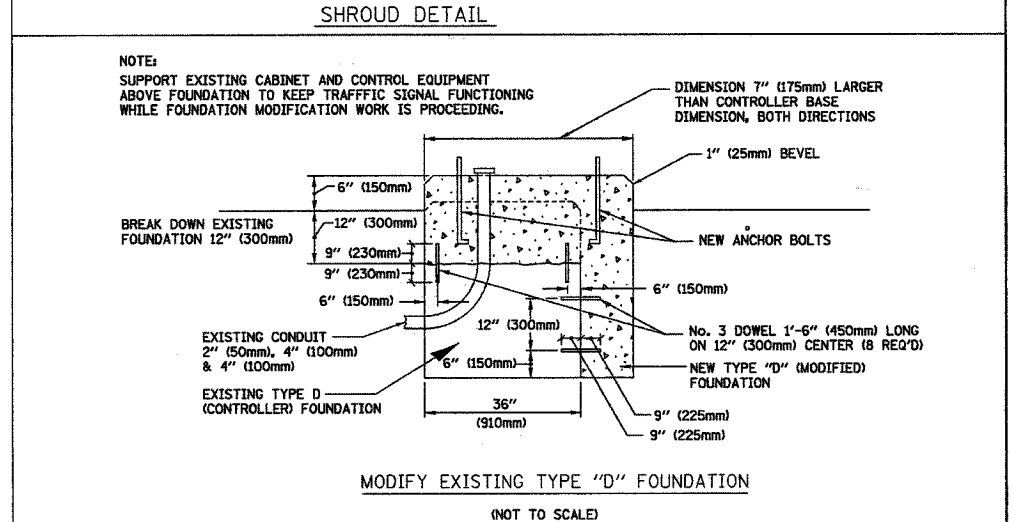 SHROUD DETAIL
NOTE:
SUPPORT EXISTING CABINET AND CONTROL EQUIPMENT
ABOVE FOUNDATION TO KEEP TRAFFFIC SIGNAL FUNCTIONING
WHILE FOUNDATION MODIFICATION WORK IS PROCEEDING.
DIMENSION 7" (175mm) LARGER
THAN CONTROLLER BASE
DIMENSION, BOTH DIRECTIONS
1" (25mm) BEVEL
6" (150mm)
BREAK DOWN EXISTING
FOUNDATION 12" (300mm)
12" (300mm)
9" (230mm)
9" (230mm)
6" (150mm)
NEW ANCHOR BOLTS
6" (150mm)
EXISTING CONDUIT
2" (50mm), 4" (100mm)
& 4" (100mm)
12" (300mm)
6" (150mm)
No. 3 DOWEL 1'-6" (450mm) LONG
ON 12" (300mm) CENTER (8 REQ'D)
NEW TYPE "D" (MODIFIED)
FOUNDATION
EXISTING TYPE D
(CONTROLLER) FOUNDATION
36"
(910mm)
9" (225mm)
9" (225mm)
MODIFY EXISTING TYPE "D" FOUNDATION
(NOT TO SCALE)